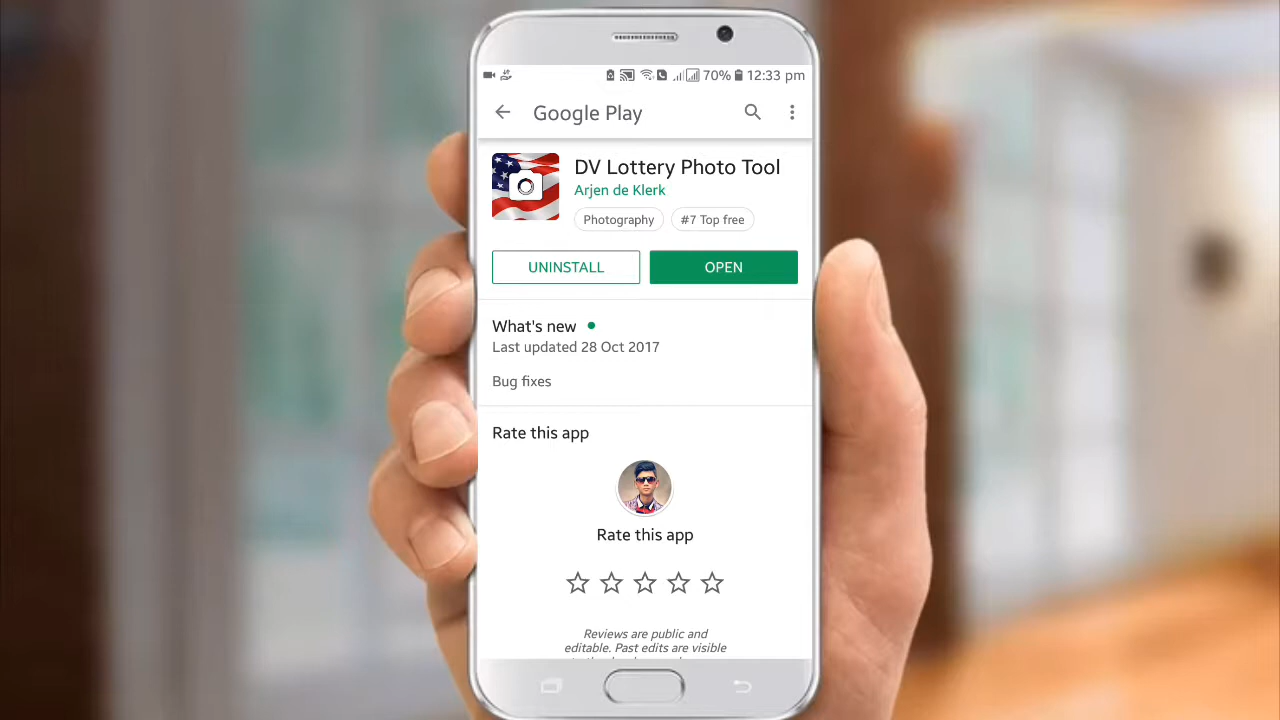 70% 12:33 pm
Google Play
DV Lottery Photo Tool
Arjen de Klerk
Photography #7 Top free
UNINSTALL OPEN
What's new
Last updated 28 Oct 2017
Bug fixes
Rate this app
Rate this app
Reviews are public and
editable. Past edits are visible